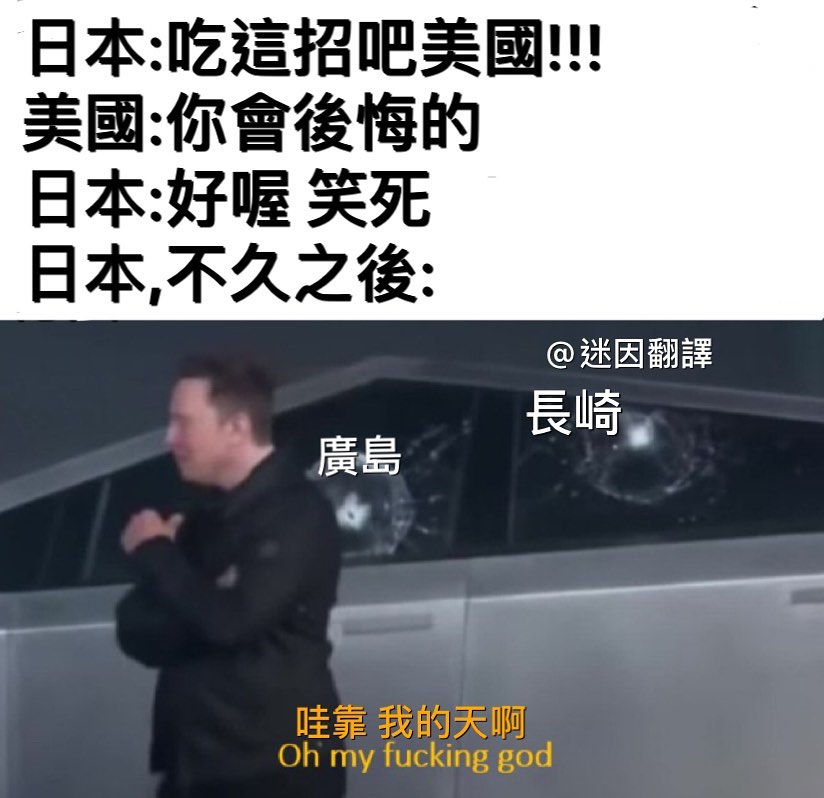 日本:吃這招吧美國!!!
美國:你會後悔的
日本:好喔 笑死
日本,不久之後:
@迷因翻譯
長崎
廣島
哇靠 我的天啊
Oh my fucking god